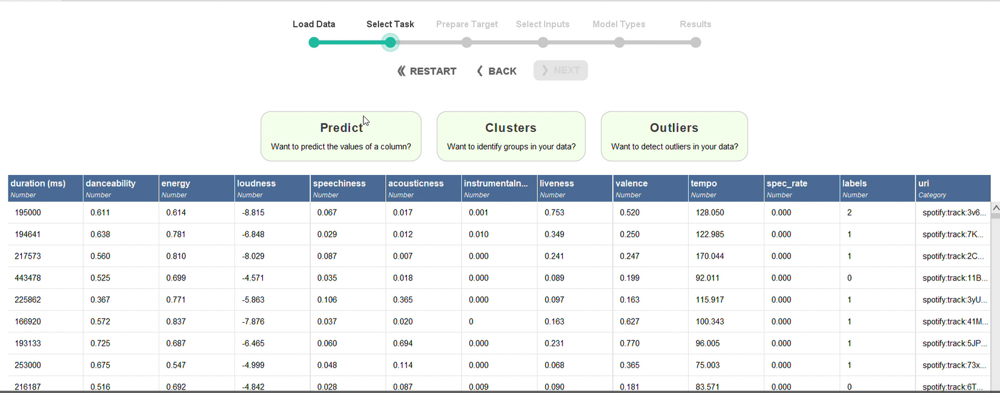 Load Data Select Task Prepare Target Select Inputs Model Types Results
RESTART BACK NEXT
Predict Clusters Outliers
Want to predict the values of a column? Want to identify groups in your data? Want to detect outliers in your data?
duration (ms) danceability energy loudness speechiness acousticness instrumentaln... liveness valence tempo spec_rate labels uri
Number Number Number Number Number Number Number Number Number Number Number Number Category
195000 0.611 0.614 -8.815 0.067 0.017 0.001 0.753 0.520 128.050 0.000 2 spotify:track:3v6...
194641 0.638 0.781 -6.848 0.029 0.012 0.010 0.349 0.250 122.985 0.000 1 spotify:track:7K...
217573 0.560 0.810 -8.029 0.087 0.007 0.000 0.241 0.247 170.044 0.000 1 spotify:track:2C...
443478 0.525 0.699 -4.571 0.035 0.018 0.000 0.089 0.199 92.011 0.000 0 spotify:track:11B...
225862 0.367 0.771 -5.863 0.106 0.365 0.000 0.097 0.163 115.917 0.000 1 spotify:track:3yU...
166920 0.572 0.837 -7.876 0.037 0.020 0 0.163 0.627 100.343 0.000 1 spotify:track:41M...
193133 0.725 0.687 -6.465 0.060 0.694 0.000 0.231 0.770 96.005 0.000 1 spotify:track:5JP...
253000 0.675 0.547 -4.999 0.048 0.114 0.000 0.068 0.365 75.003 0.000 1 spotify:track:73x...
216187 0.516 0.692 -4.842 0.028 0.087 0.009 0.090 0.181 83.571 0.000 0 spotify:track:6T...